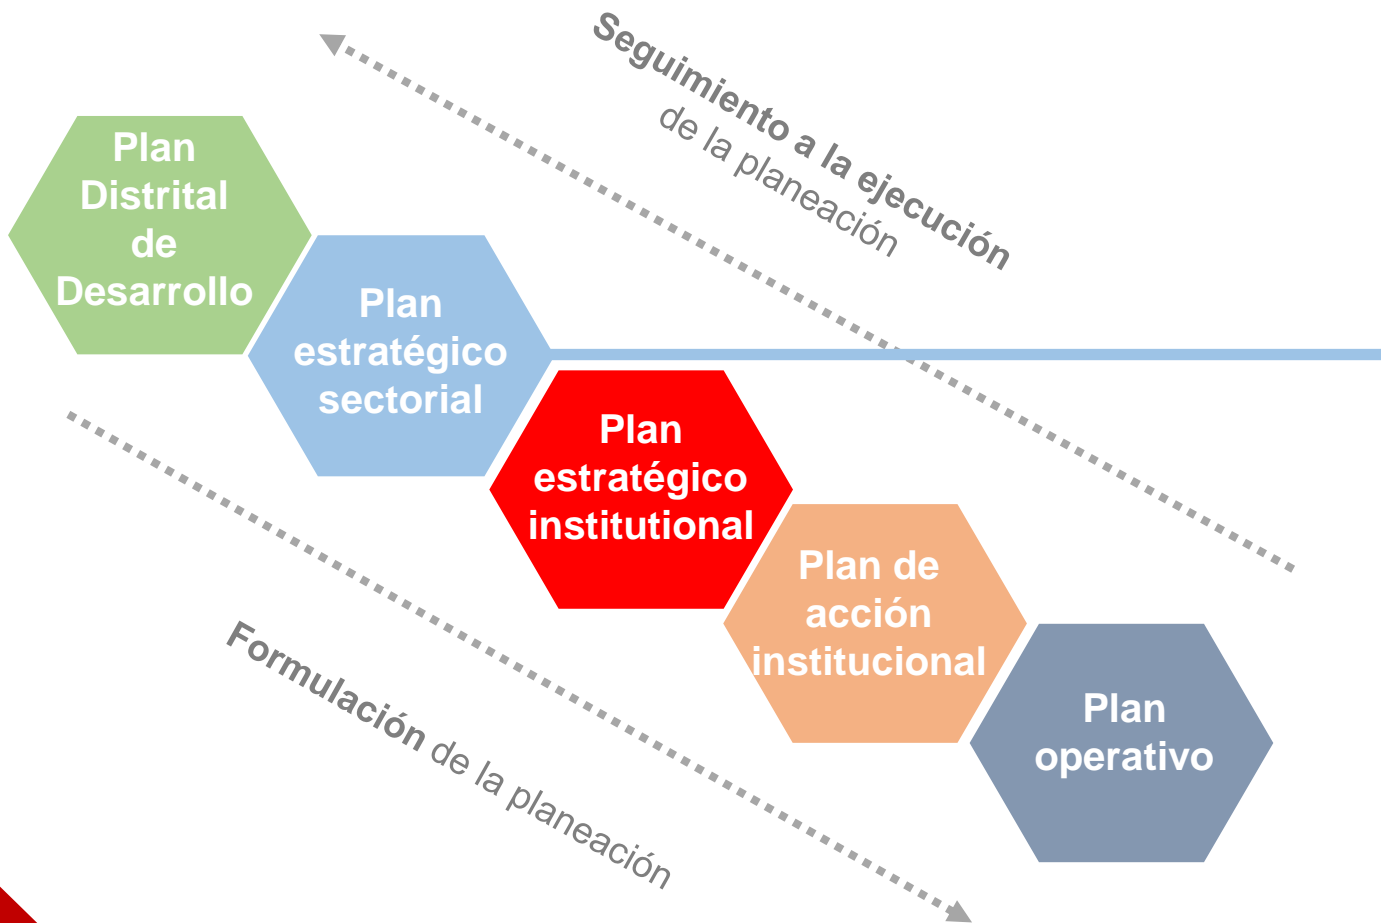 Seguimiento a la ejecución
de la planeación
Plan
Distrital
de
Desarrollo
Plan
estratégico
sectorial
Plan
estratégico
institutional
Plan de
acción
institucional
Plan
operativo
Formulación de la planeación